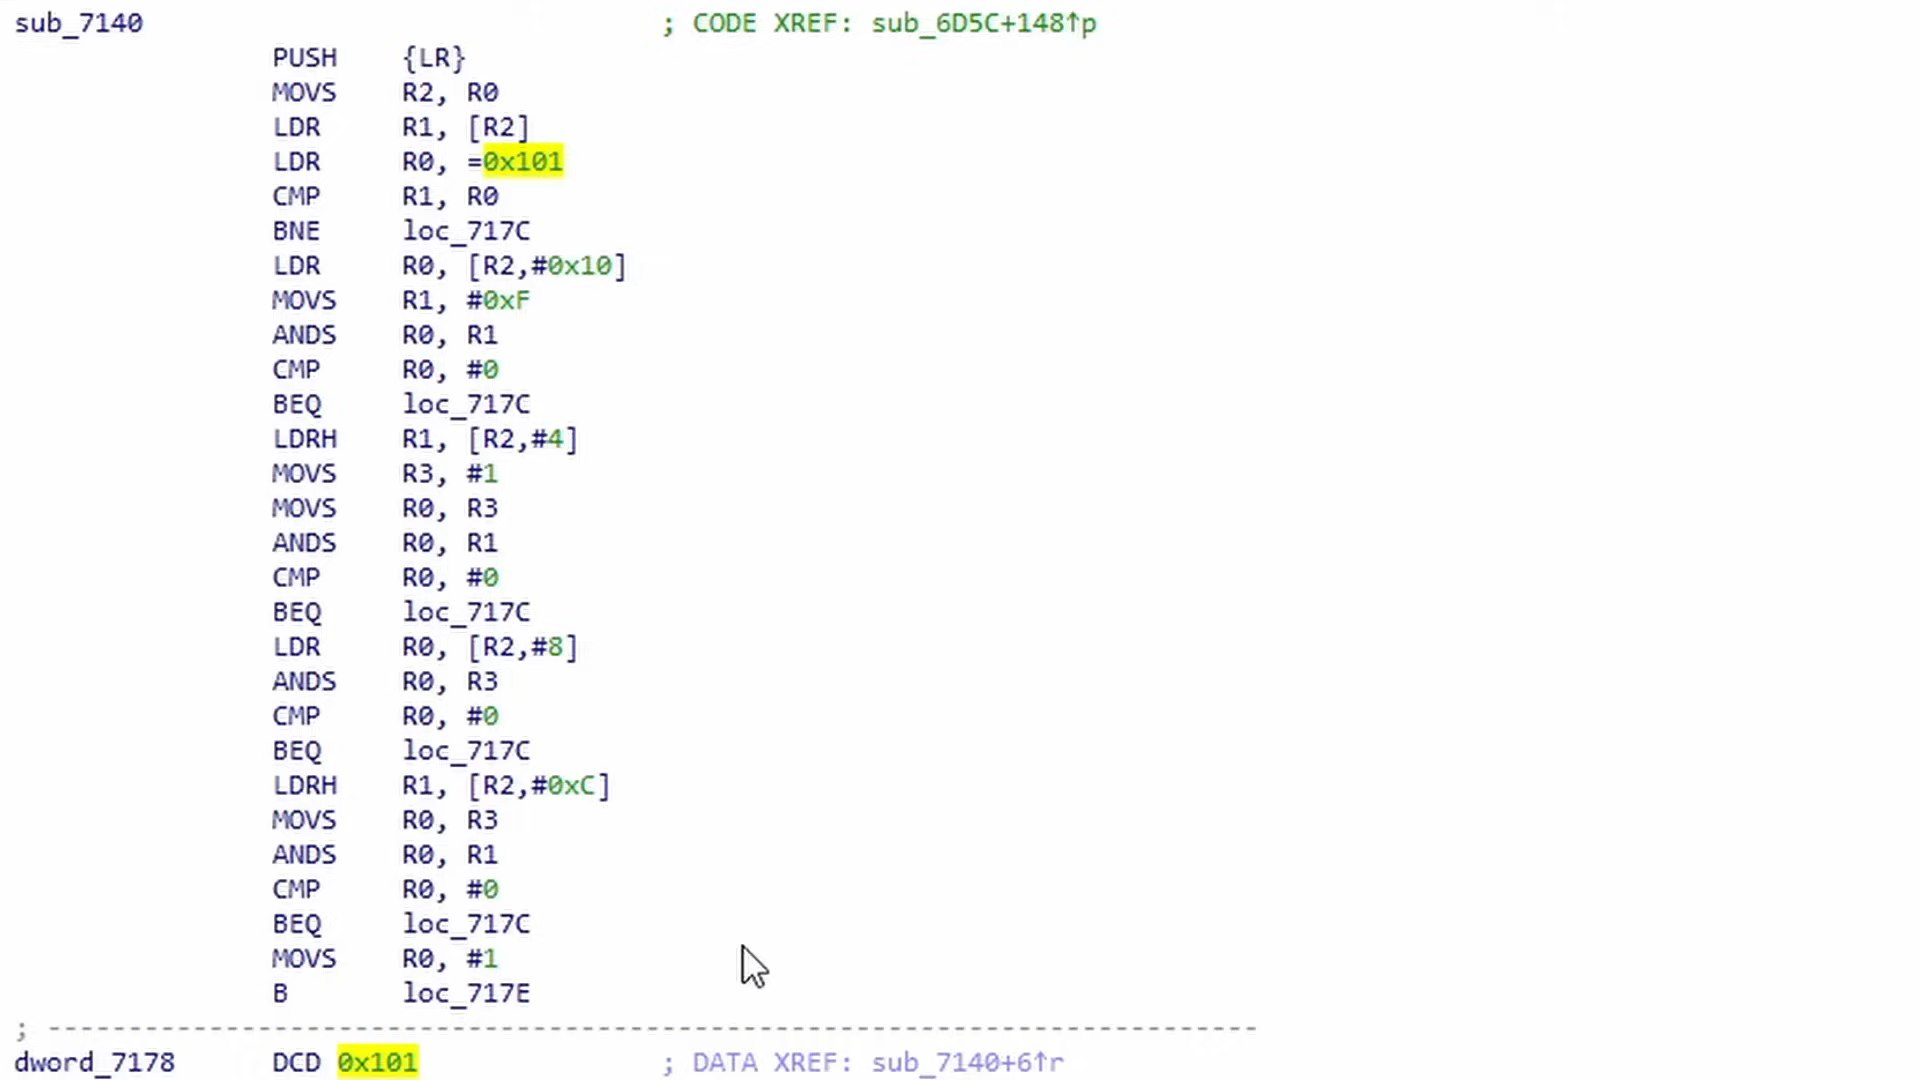 sub_7140 ; CODE XREF: sub_6D5C+148↑p
PUSH {LR}
MOVS R2, R0
LDR R1, [R2]
LDR R0, =0x101
CMP R1, R0
BNE loc_717C
LDR R0, [R2,#0x10]
MOVS R1, #0xF
ANDS R0, R1
CMP R0, #0
BEQ loc_717C
LDRH R1, [R2,#4]
MOVS R3, #1
MOVS R0, R3
ANDS R0, R1
CMP R0, #0
BEQ loc_717C
LDR R0, [R2,#8]
ANDS R0, R3
CMP R0, #0
BEQ loc_717C
LDRH R1, [R2,#0xC]
MOVS R0, R3
ANDS R0, R1
CMP R0, #0
BEQ loc_717C
MOVS R0, #1
B loc_717E
; ---------------------------------------------------------------------------
dword_7178 DCD 0x101 ; DATA XREF: sub_7140+6↑r